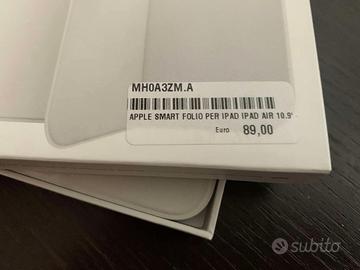 MH0A3ZM.A
APPLE SMART FOLIO PER IPAD IPAD AIR 10.9"
Euro 89,00
subito